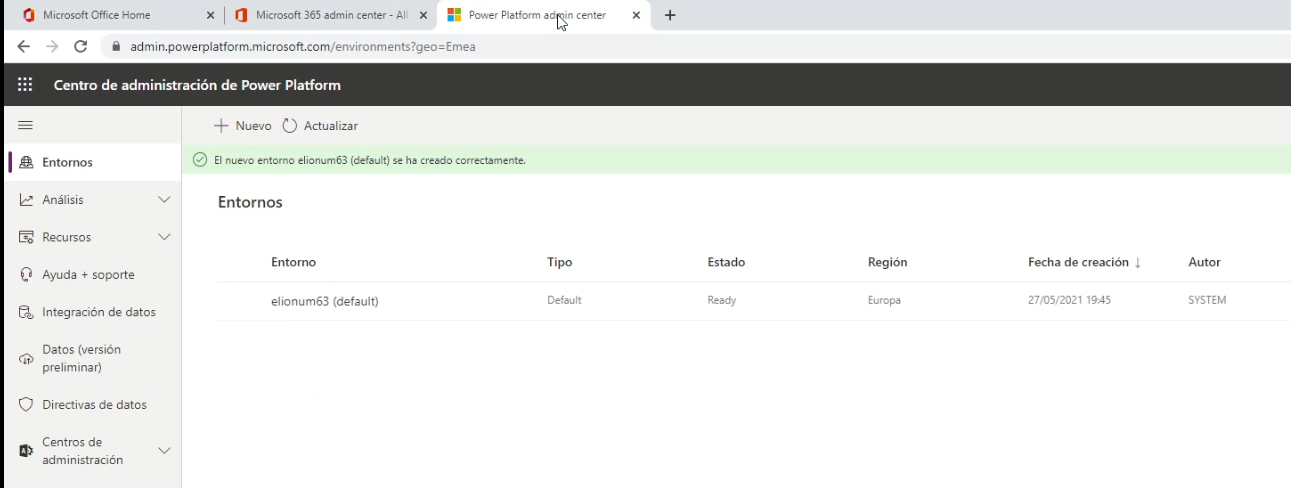 Microsoft Office Home
Microsoft 365 admin center - All
Power Platform admin center
admin.powerplatform.microsoft.com/environments?geo=Emea
Centro de administración de Power Platform
Nuevo
Actualizar
Entornos
El nuevo entorno elionum63 (default) se ha creado correctamente.
Análisis
Entornos
Recursos
Entorno Tipo Estado Región Fecha de creación ↓ Autor
Ayuda + soporte
elionum63 (default) Default Ready Europa 27/05/2021 19:45 SYSTEM
Integración de datos
Datos (versión
preliminar)
Directivas de datos
Centros de
administración